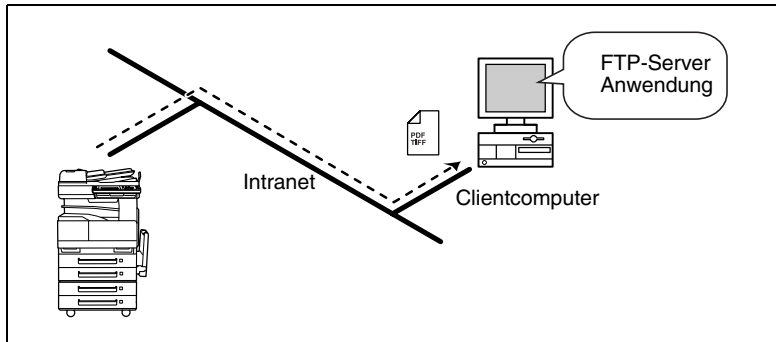 FTP-Server
Anwendung
PDF
TIFF
Intranet
Clientcomputer